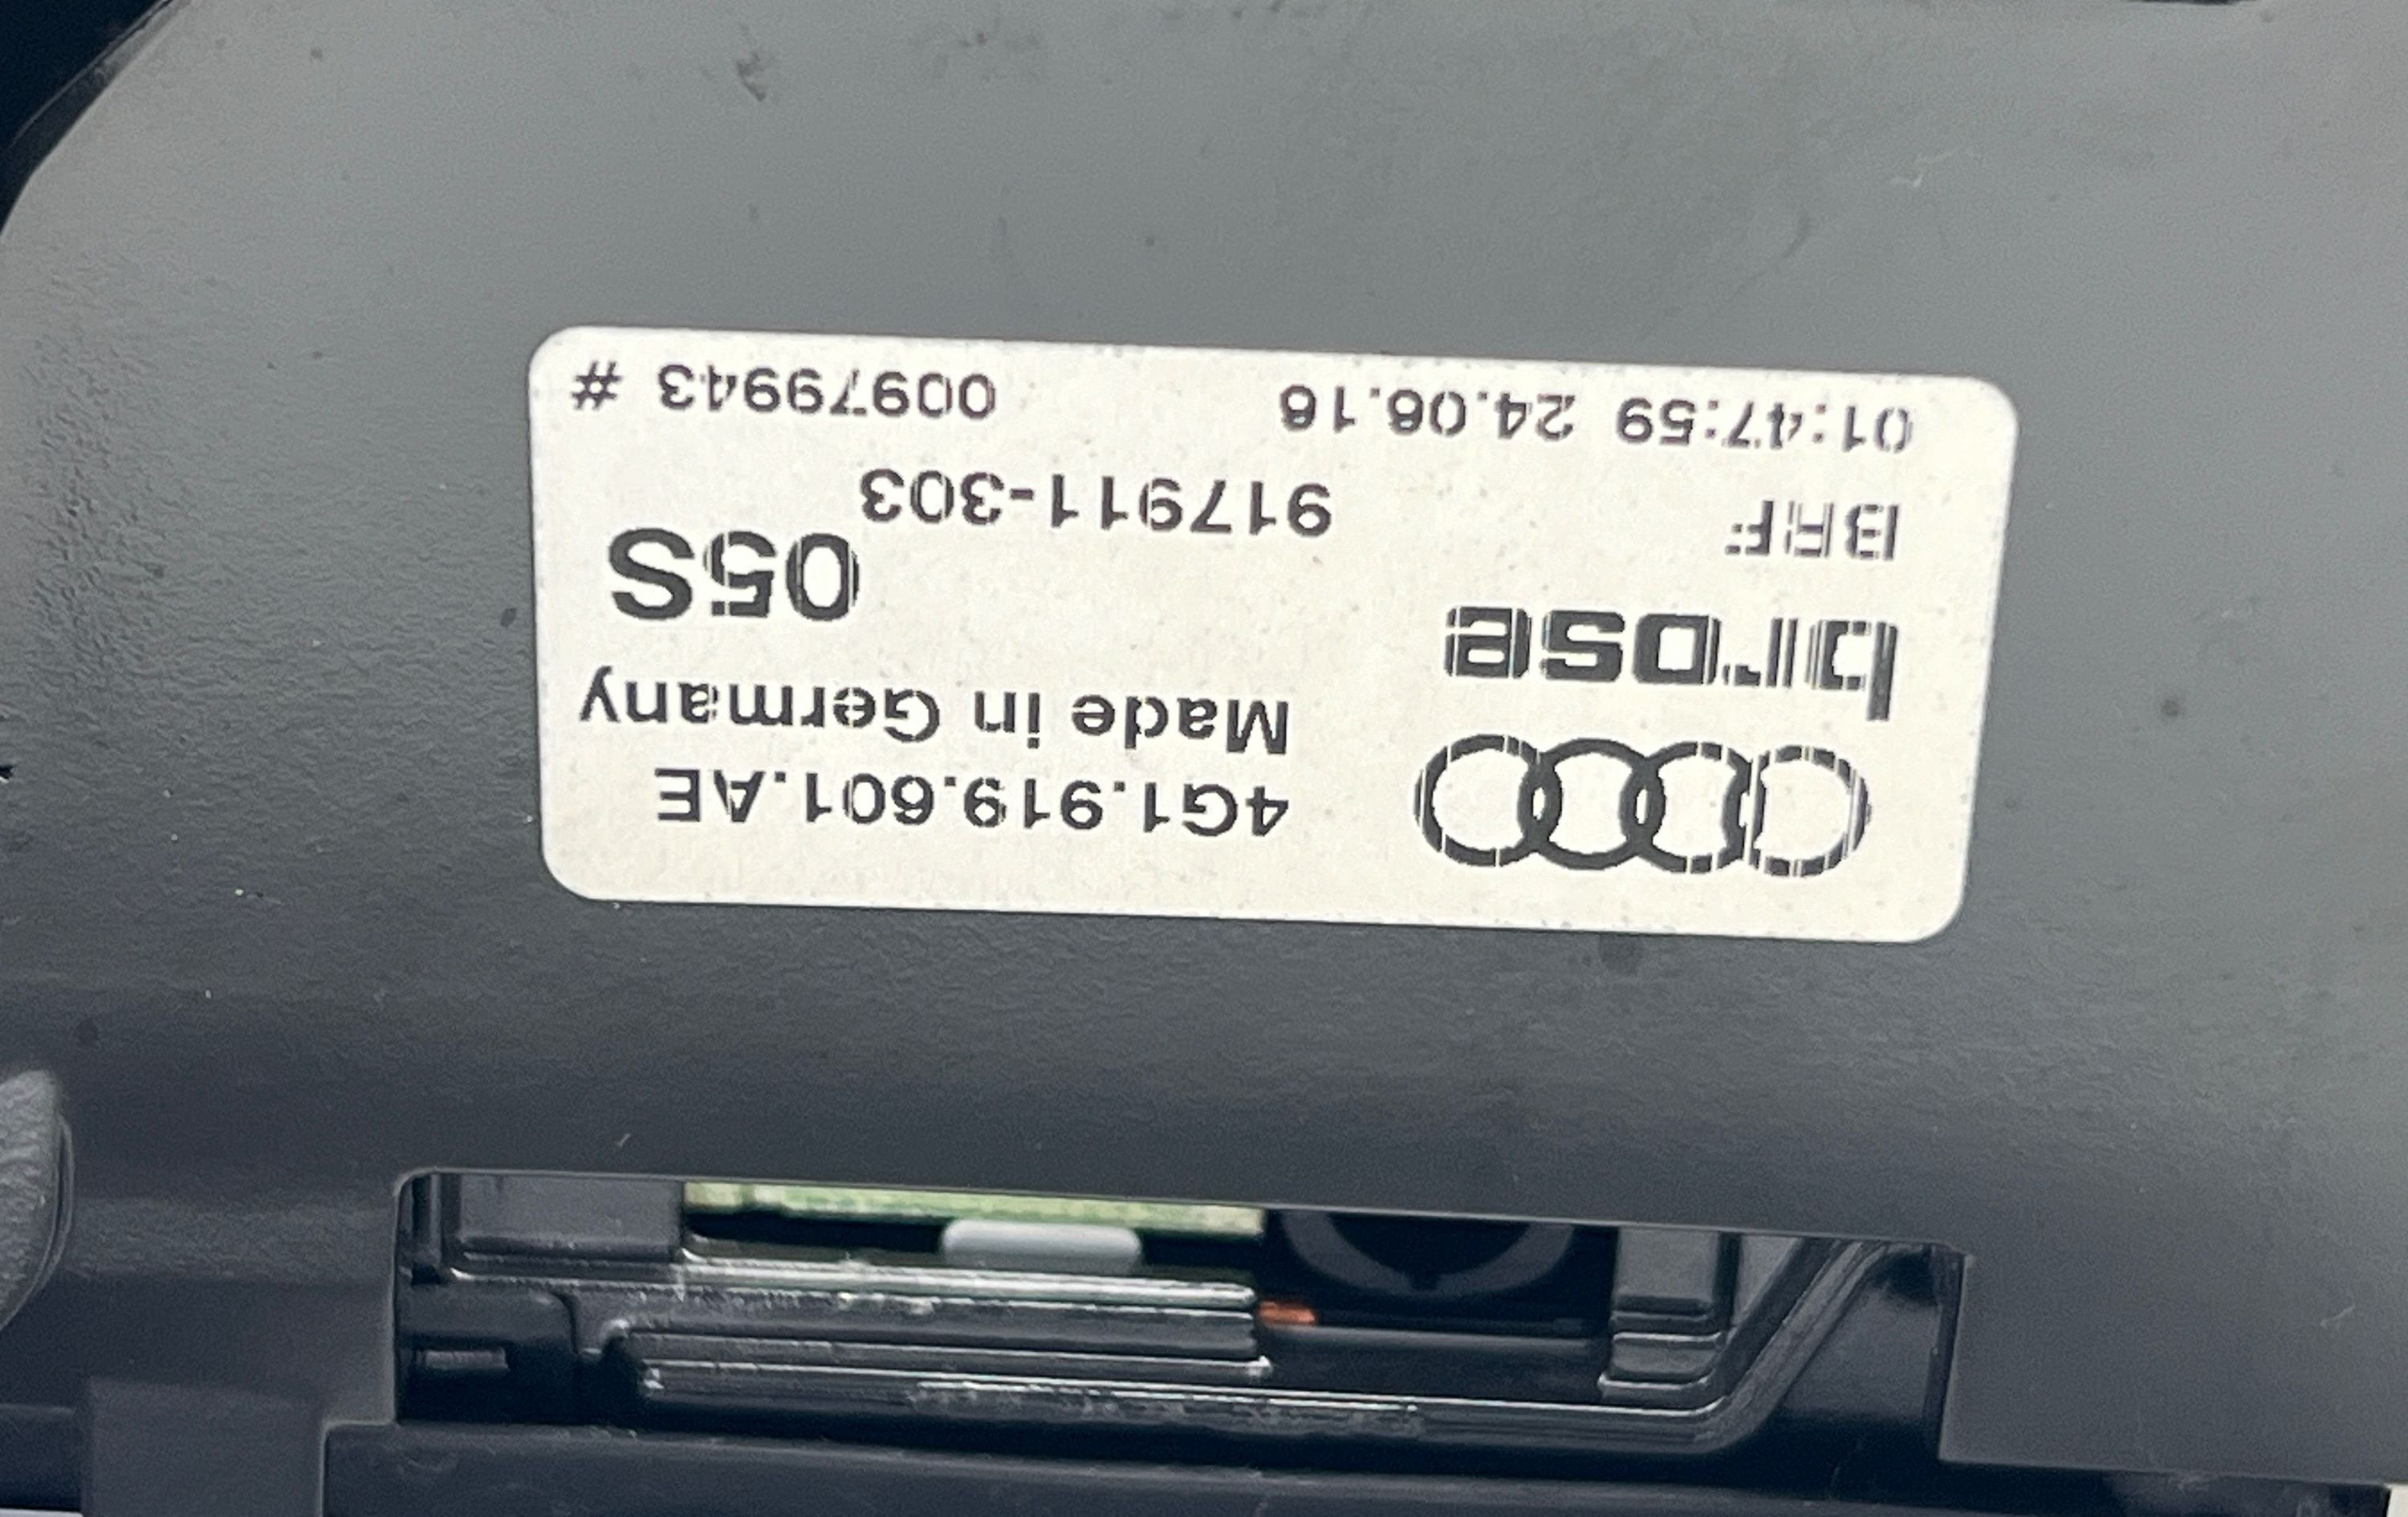 4G1.919.601.AE
Made in Germany
brose
05S
BRF
917911-303
01:47:59 24.06.16
00979943 #